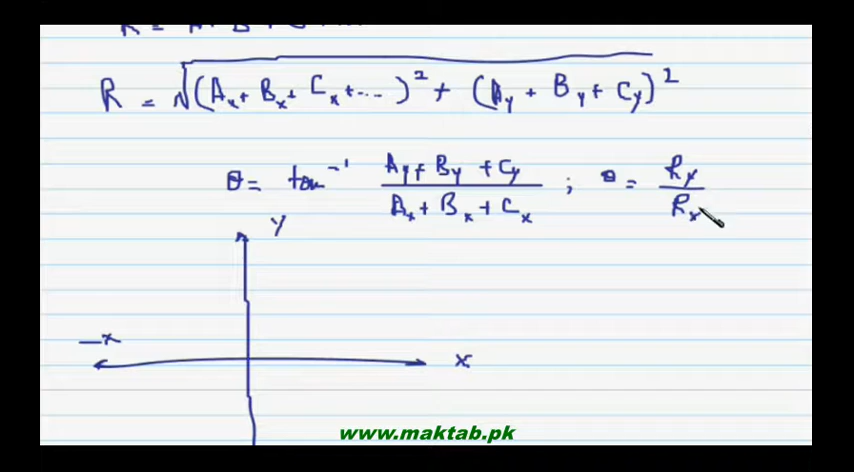 R = √(Ax + Bx + Cx + ...)² + (Ay + By + Cy)²
θ = tan⁻¹ Ay + By + Cy / Ax + Bx + Cx ; θ = Ry / Rx
y
-x
x
www.maktab.pk